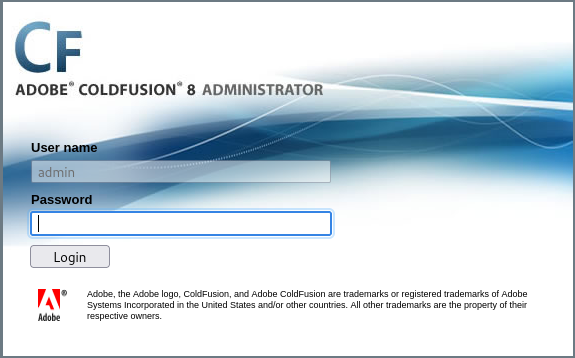 CF
ADOBE® COLDFUSION® 8 ADMINISTRATOR
User name
admin
Password
Login
Adobe, the Adobe logo, ColdFusion, and Adobe ColdFusion are trademarks or registered trademarks of Adobe
Systems Incorporated in the United States and/or other countries. All other trademarks are the property of their
respective owners.
®
Adobe